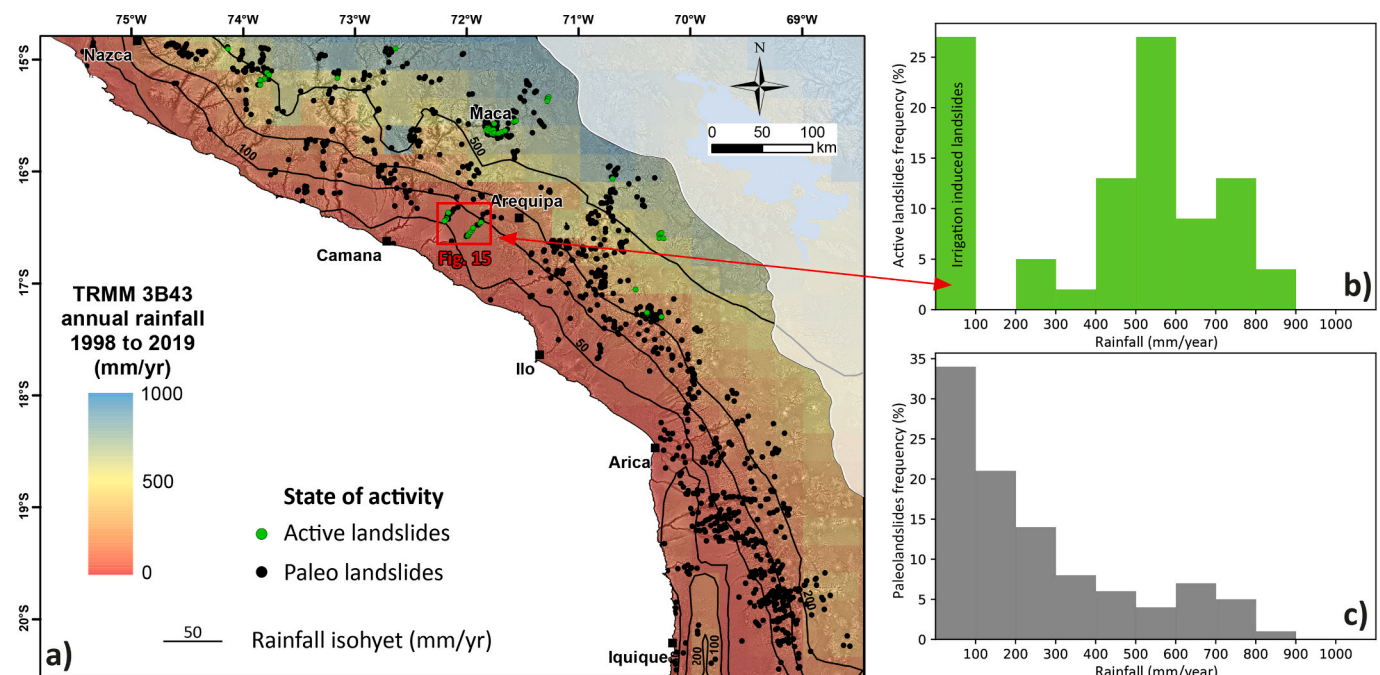 75°W
74°W
73°W
72°W
71°W
70°W
69°W
15°S
16°S
17°S
18°S
19°S
20°S
Nazca
Maca
Arequipa
Camana
Fig. 15
Ilo
Arica
Iquique
N
0 50 100
km
100
500
50
200
200
100
TRMM 3B43
annual rainfall
1998 to 2019
(mm/yr)
1000
500
0
State of activity
Active landslides
Paleo landslides
50
Rainfall isohyet (mm/yr)
a)
Active landslides frequency (%)
25
20
15
10
5
0
Irrigation induced landslides
100 200 300 400 500 600 700 800 900 1000
Rainfall (mm/year)
b)
Paleolandslides frequency (%)
35
30
25
20
15
10
5
0
100 200 300 400 500 600 700 800 900 1000
Rainfall (mm/year)
c)